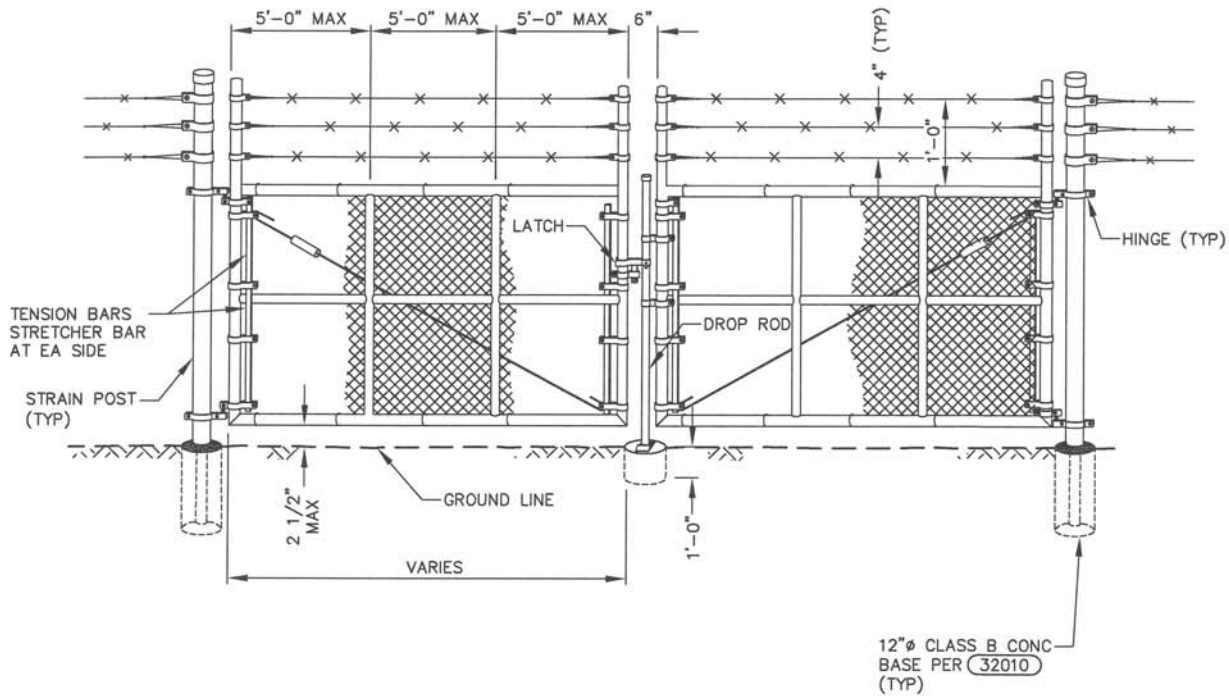 5'-0" MAX
5'-0" MAX
5'-0" MAX
6"
4" (TYP)
1'-0"
LATCH
HINGE (TYP)
TENSION BARS
STRETCHER BAR
AT EA SIDE
DROP ROD
STRAIN POST
(TYP)
2 1/2"
MAX
GROUND LINE
1'-0"
VARIES
12"ø CLASS B CONC
BASE PER 32010
(TYP)